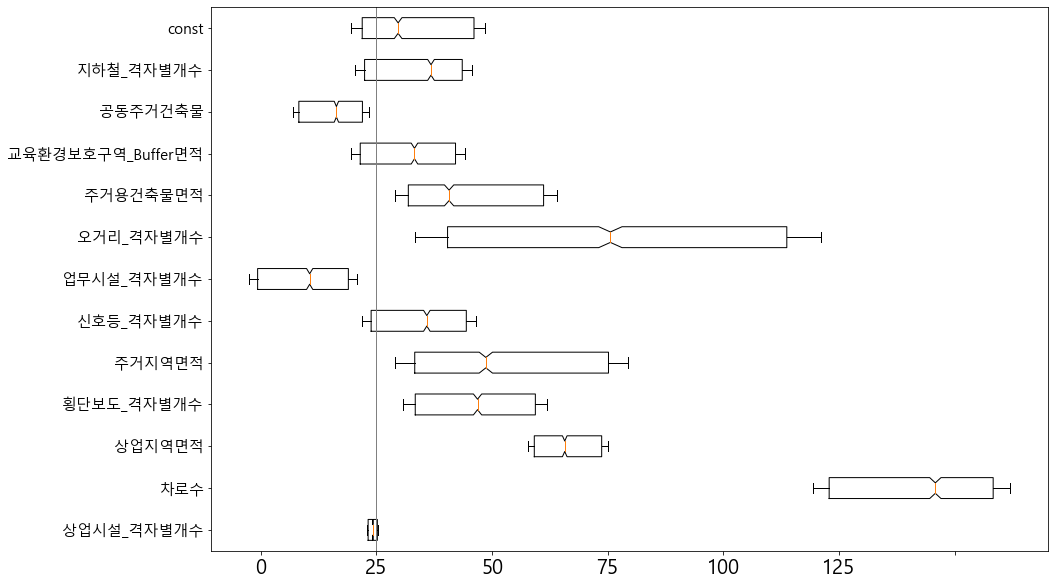 const
지하철_격자별개수
공동주거건축물
교육환경보호구역_Buffer면적
주거용건축물면적
오거리_격자별개수
업무시설_격자별개수
신호등_격자별개수
주거지역면적
횡단보도_격자별개수
상업지역면적
차로수
상업시설_격자별개수
0 25 50 75 100 125